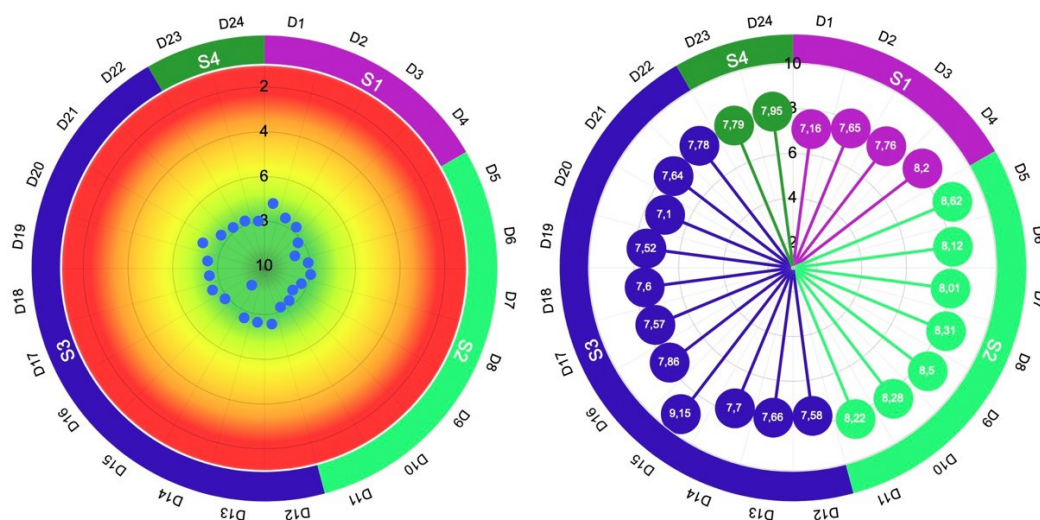 D1
D2
D3
D4
D5
D6
D7
D8
D9
D10
D11
D12
D13
D14
D15
D16
D17
D18
D19
D20
D21
D22
D23
D24
S1
S2
S3
S4
2
4
6
8
10
D1
D2
D3
D4
D5
D6
D7
D8
D9
D10
D11
D12
D13
D14
D15
D16
D17
D18
D19
D20
D21
D22
D23
D24
S1
S2
S3
S4
10
8
6
4
2
7,16
7,65
7,76
8,2
8,62
8,12
8,01
8,31
8,5
8,28
8,22
7,58
7,66
7,7
9,15
7,86
7,57
7,6
7,52
7,1
7,64
7,78
7,79
7,95